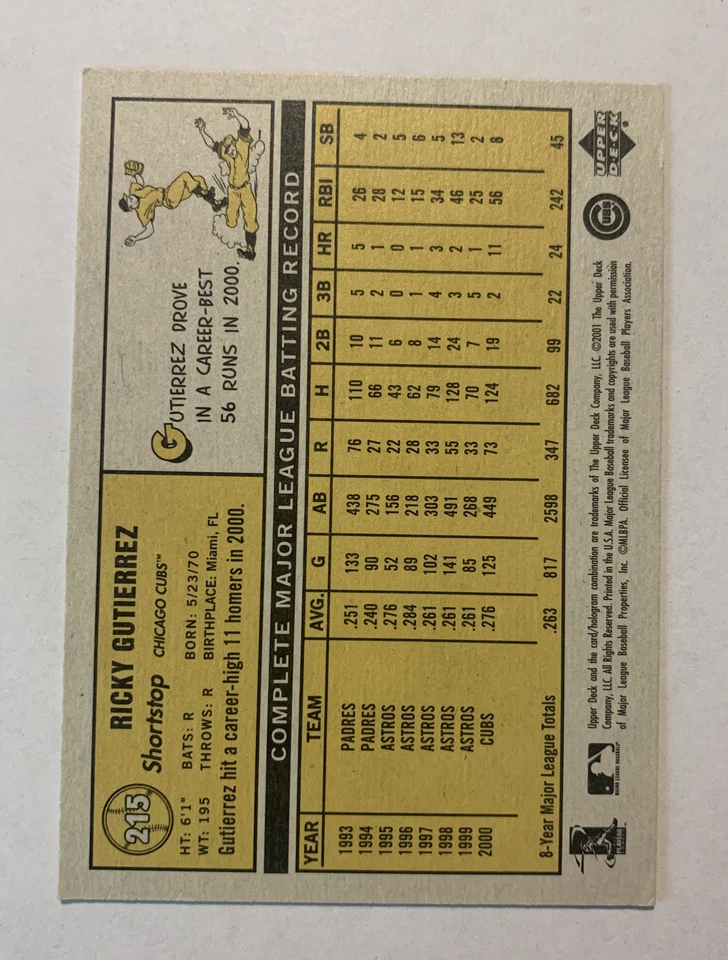 215
RICKY GUTIERREZ
Shortstop CHICAGO CUBS™
HT: 6'1" BATS: R BORN: 5/23/70
WT: 195 THROWS: R BIRTHPLACE: Miami, FL
Gutierrez hit a career-high 11 homers in 2000.
GUTIERREZ DROVE
IN A CAREER-BEST
56 RUNS IN 2000.
COMPLETE MAJOR LEAGUE BATTING RECORD
YEAR TEAM AVG. G AB R H 2B 3B HR RBI SB
1993 PADRES .251 133 438 76 110 10 5 5 26 4
1994 PADRES .240 90 275 27 66 11 2 1 28 2
1995 ASTROS .276 52 156 22 43 6 0 0 12 5
1996 ASTROS .284 89 218 28 62 8 1 1 15 6
1997 ASTROS .261 102 303 33 79 14 4 3 34 5
1998 ASTROS .261 141 491 55 128 24 3 2 46 13
1999 ASTROS .261 85 268 33 70 7 5 1 25 2
2000 CUBS .276 125 449 73 124 19 2 11 56 8
8-Year Major League Totals .263 817 2598 347 682 99 22 24 242 45
PLAYERS
MAJOR LEAGUE BASEBALL
Upper Deck and the card/hologram combination are trademarks of The Upper Deck Company, LLC. ©2001 The Upper Deck
Company, LLC. All Rights Reserved. Printed in the U.S.A. Major League Baseball trademarks and copyrights are used with permission
of Major League Baseball Properties, Inc. ©MLBPA. Official Licensee of Major League Baseball Players Association.
CUBS
UPPER
DECK